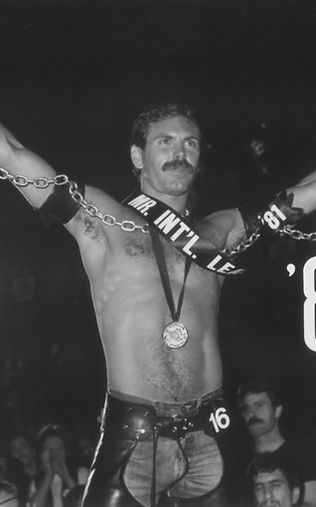 MR. INT'L. LE
81
'8
16